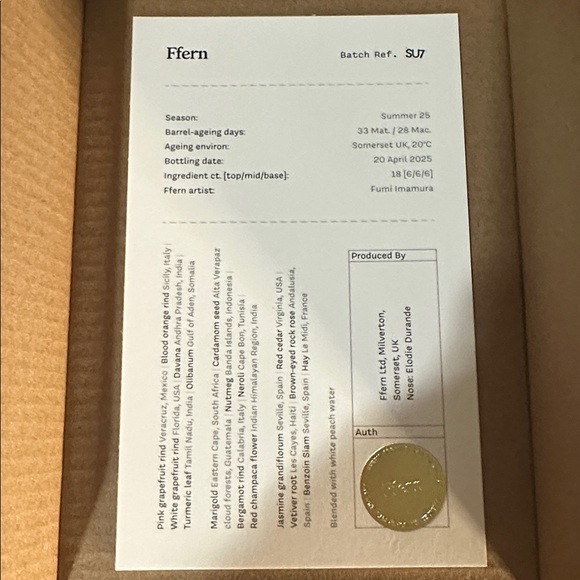 Ffern
Batch Ref. SU7
Season: Summer 25
Barrel-ageing days: 33 Mat. / 28 Mac.
Ageing environ: Somerset UK, 20°C
Bottling date: 20 April 2025
Ingredient ct. [top/mid/base]: 18 [6/6/6]
Ffern artist: Fumi Imamura
Pink grapefruit rind Veracruz, Mexico | Blood orange rind Sicily, Italy |
White grapefruit rind Florida, USA | Davana Andhra Pradesh, India |
Turmeric leaf Tamil Nadu, India | Olibanum Gulf of Aden, Somalia
Marigold Eastern Cape, South Africa | Cardamom seed Alta Verapaz
cloud forests, Guatemala | Nutmeg Banda Islands, Indonesia |
Bergamot rind Calabria, Italy | Neroli Cape Bon, Tunisia |
Red champaca flower Indian Himalayan Region, India
Jasmine grandiflorum Seville, Spain | Red cedar Virginia, USA |
Vetiver root Les Cayes, Haiti | Brown-eyed rock rose Andalusia,
Spain | Benzoin Siam Seville, Spain | Hay Le Midi, France
Blended with white peach water
Produced By
Ffern Ltd, Milverton,
Somerset, UK
Nose: Elodie Durande
Auth
Ffern